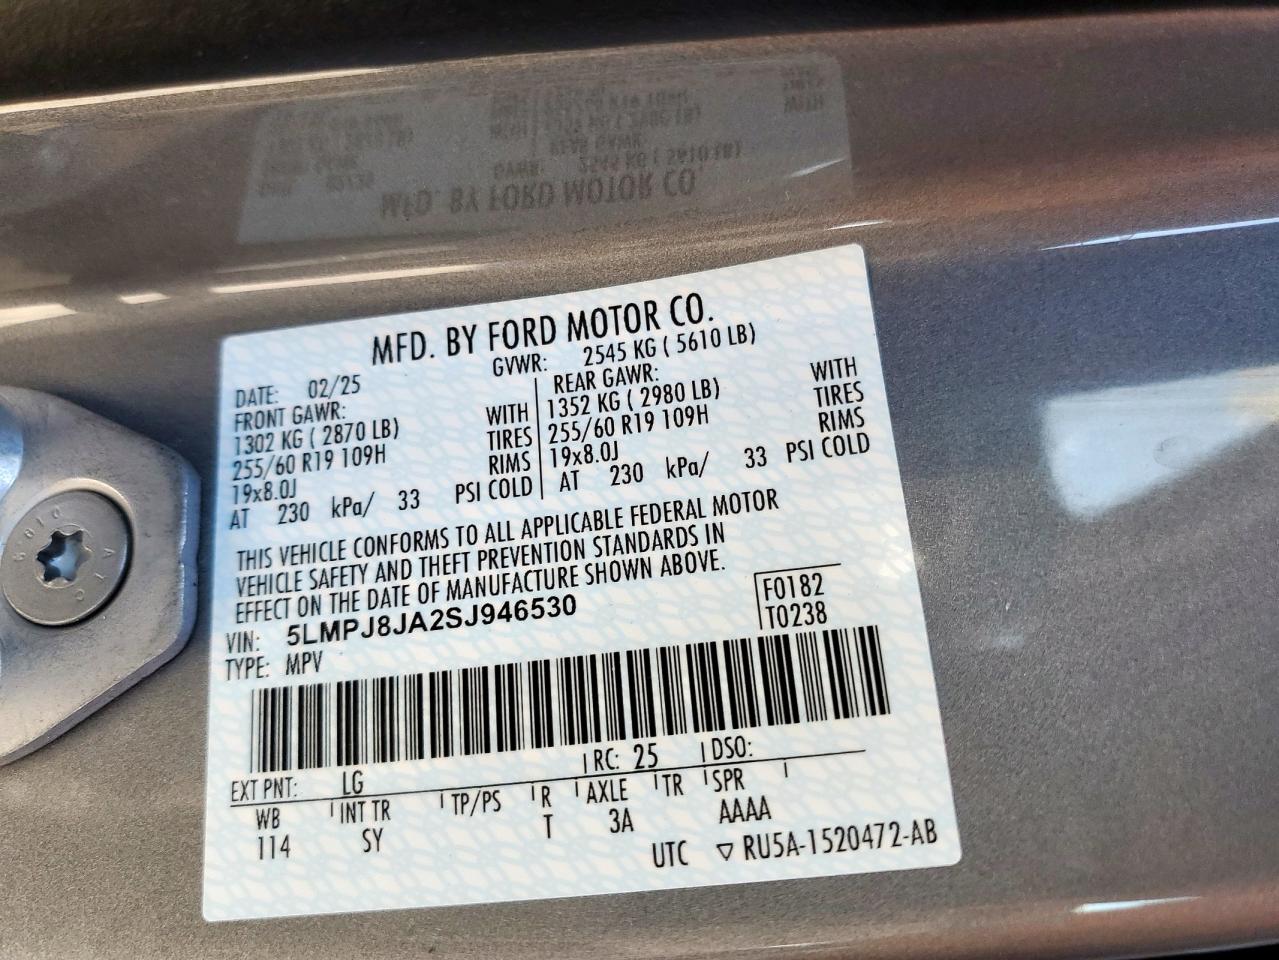 MFD. BY FORD MOTOR CO.
DATE: 02/25 GVWR: 2545 KG ( 5610 LB)
FRONT GAWR: WITH
1302 KG ( 2870 LB) TIRES
255/60 R19 109H RIMS
19x8.0J
AT 230 kPa/ 33 PSI COLD
REAR GAWR: WITH
1352 KG ( 2980 LB) TIRES
255/60 R19 109H RIMS
19x8.0J
AT 230 kPa/ 33 PSI COLD
THIS VEHICLE CONFORMS TO ALL APPLICABLE FEDERAL MOTOR
VEHICLE SAFETY AND THEFT PREVENTION STANDARDS IN
EFFECT ON THE DATE OF MANUFACTURE SHOWN ABOVE.
VIN: 5LMPJ8JA2SJ946530
F0182
T0238
TYPE: MPV
EXT PNT: LG RC: 25 DSO:
WB INT TR TP/PS R AXLE TR SPR
114 SY T 3A AAAA
UTC ▽ RU5A-1520472-AB